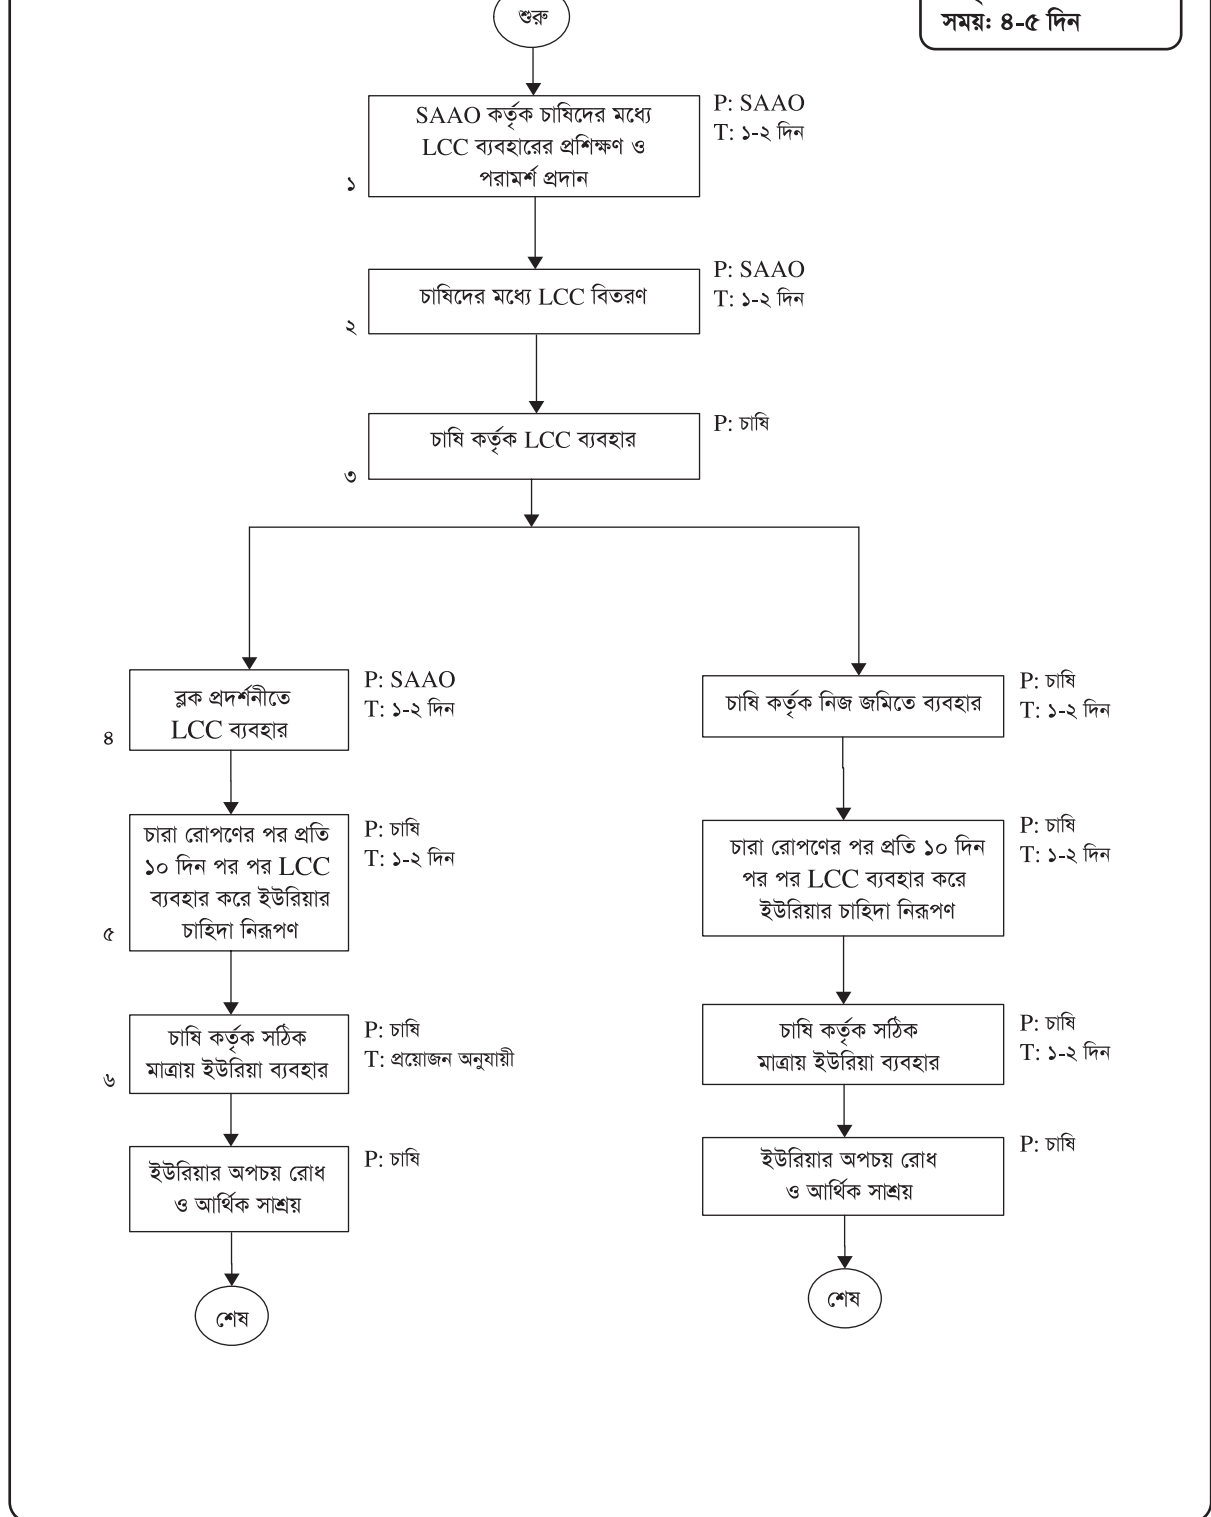 শুরু
সময়: ৪-৫ দিন
SAAO কর্তৃক চাষিদের মধ্যে
LCC ব্যবহারের প্রশিক্ষণ ও
পরামর্শ প্রদান
১
P: SAAO
T: ১-২ দিন
চাষিদের মধ্যে LCC বিতরণ
২
P: SAAO
T: ১-২ দিন
চাষি কর্তৃক LCC ব্যবহার
৩
P: চাষি
ব্লক প্রদর্শনীতে
LCC ব্যবহার
৪
P: SAAO
T: ১-২ দিন
চারা রোপণের পর প্রতি
১০ দিন পর পর LCC
ব্যবহার করে ইউরিয়ার
চাহিদা নিরূপণ
৫
P: চাষি
T: ১-২ দিন
চাষি কর্তৃক সঠিক
মাত্রায় ইউরিয়া ব্যবহার
৬
P: চাষি
T: প্রয়োজন অনুযায়ী
ইউরিয়ার অপচয় রোধ
ও আর্থিক সাশ্রয়
P: চাষি
শেষ
চাষি কর্তৃক নিজ জমিতে ব্যবহার
P: চাষি
T: ১-২ দিন
চারা রোপণের পর প্রতি ১০ দিন
পর পর LCC ব্যবহার করে
ইউরিয়ার চাহিদা নিরূপণ
P: চাষি
T: ১-২ দিন
চাষি কর্তৃক সঠিক
মাত্রায় ইউরিয়া ব্যবহার
P: চাষি
T: ১-২ দিন
ইউরিয়ার অপচয় রোধ
ও আর্থিক সাশ্রয়
P: চাষি
শেষ